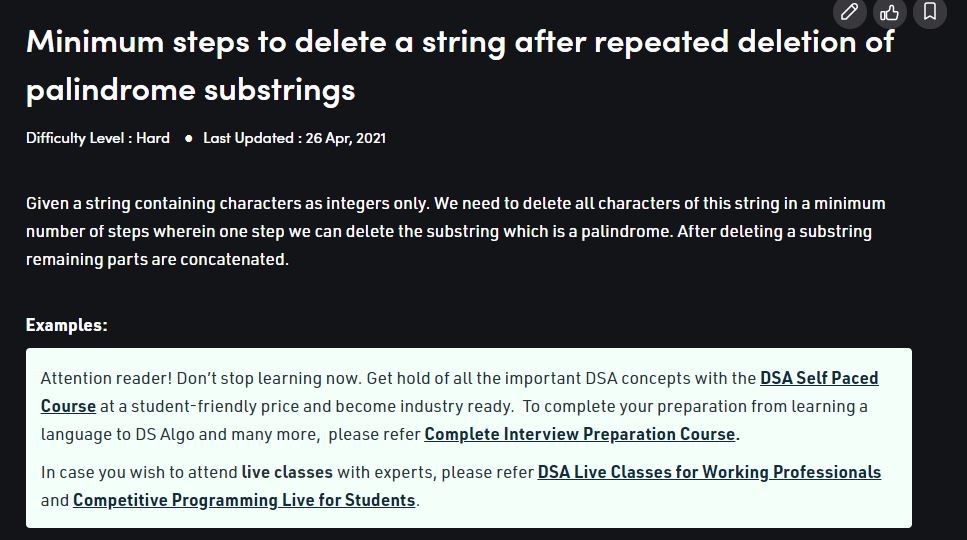 Minimum steps to delete a string after repeated deletion of
palindrome substrings
Difficulty Level : Hard ● Last Updated : 26 Apr, 2021
Given a string containing characters as integers only. We need to delete all characters of this string in a minimum
number of steps wherein one step we can delete the substring which is a palindrome. After deleting a substring
remaining parts are concatenated.
Examples:
Attention reader! Don’t stop learning now. Get hold of all the important DSA concepts with the DSA Self Paced
Course at a student-friendly price and become industry ready.  To complete your preparation from learning a
language to DS Algo and many more,  please refer Complete Interview Preparation Course.
In case you wish to attend live classes with experts, please refer DSA Live Classes for Working Professionals
and Competitive Programming Live for Students.